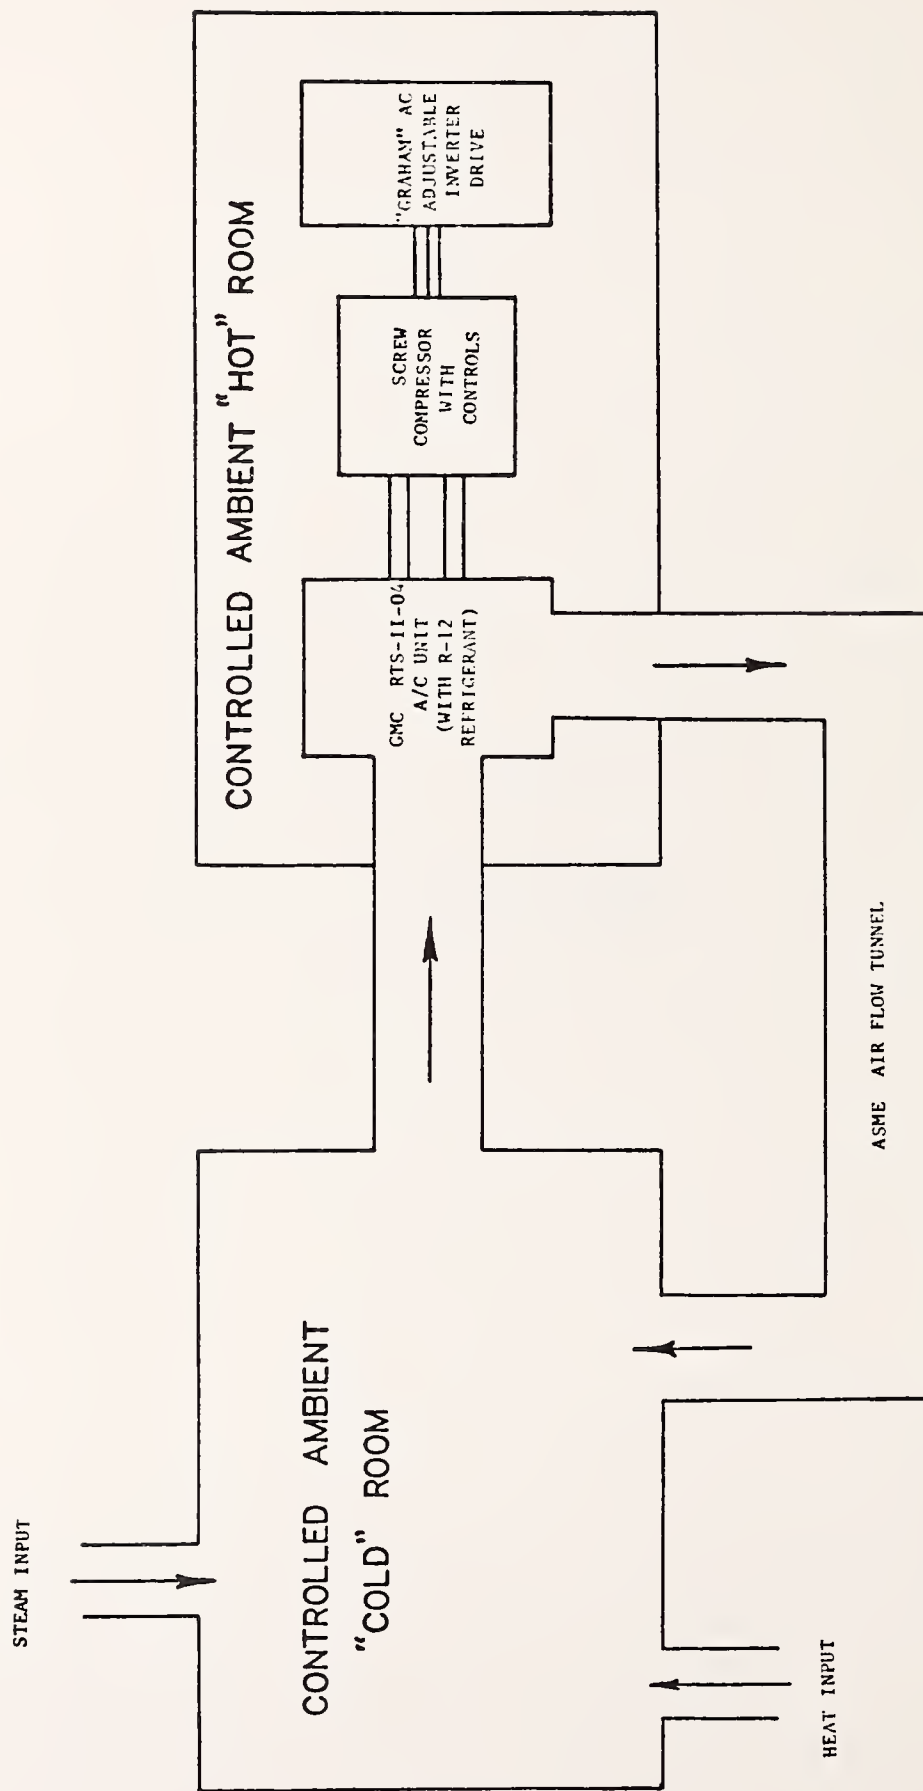 STEAM INPUT
CONTROLLED AMBIENT
"COLD" ROOM
HEAT INPUT
CONTROLLED AMBIENT "HOT" ROOM
GMC RTS-II-04
A/C UNIT
(WITH R-12
REFRIGERANT)
SCREW
COMPRESSOR
WITH
CONTROLS
"GRAHAM" AC
ADJUSTABLE
INVERTER
DRIVE
ASME AIR FLOW TUNNEL